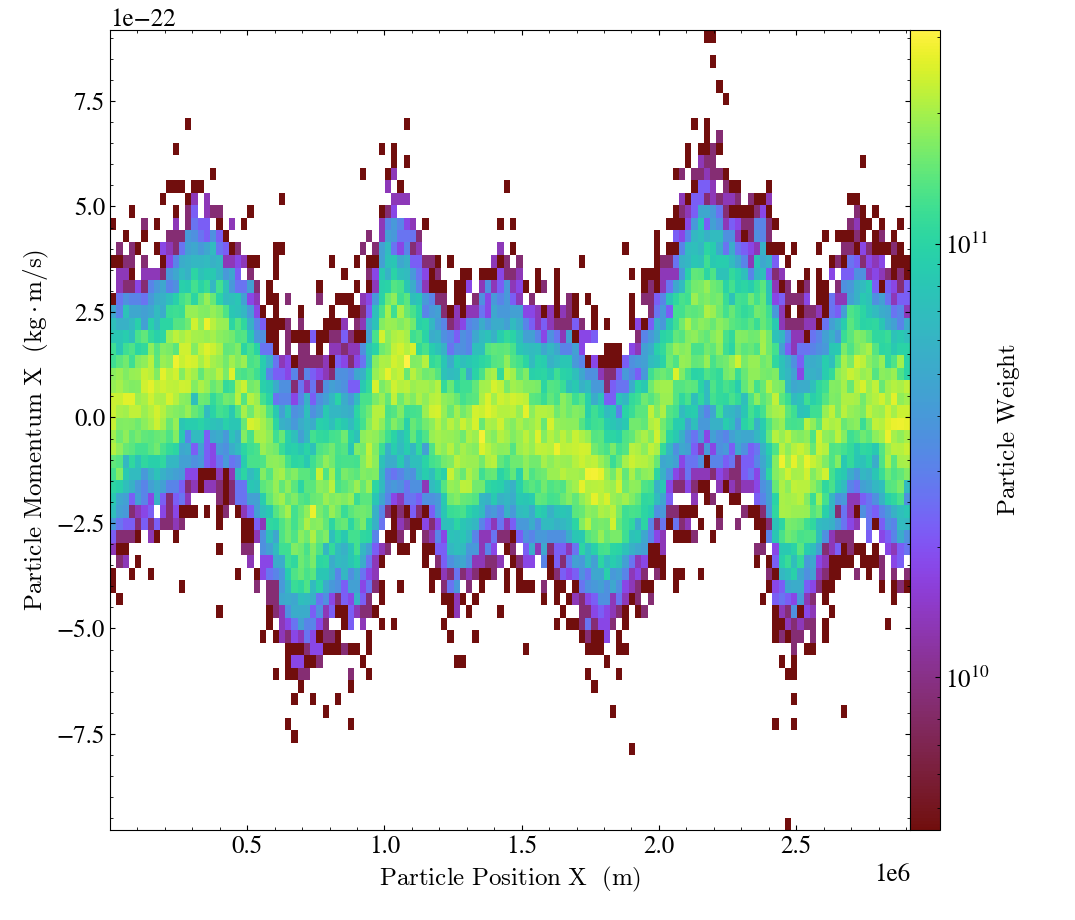 1e−22
7.5
5.0
2.5
0.0
−2.5
−5.0
−7.5
Particle Momentum X (kg · m/s)
0.5 1.0 1.5 2.0 2.5
1e6
Particle Position X (m)
10¹¹
10¹⁰
Particle Weight